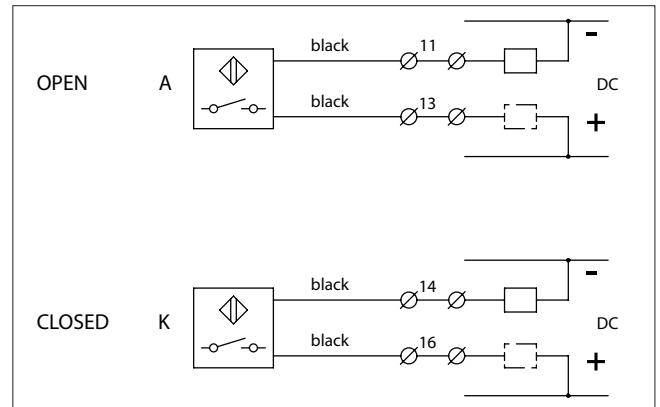 black 11 -
OPEN A DC
black 13 +
black 14 -
CLOSED K DC
black 16 +